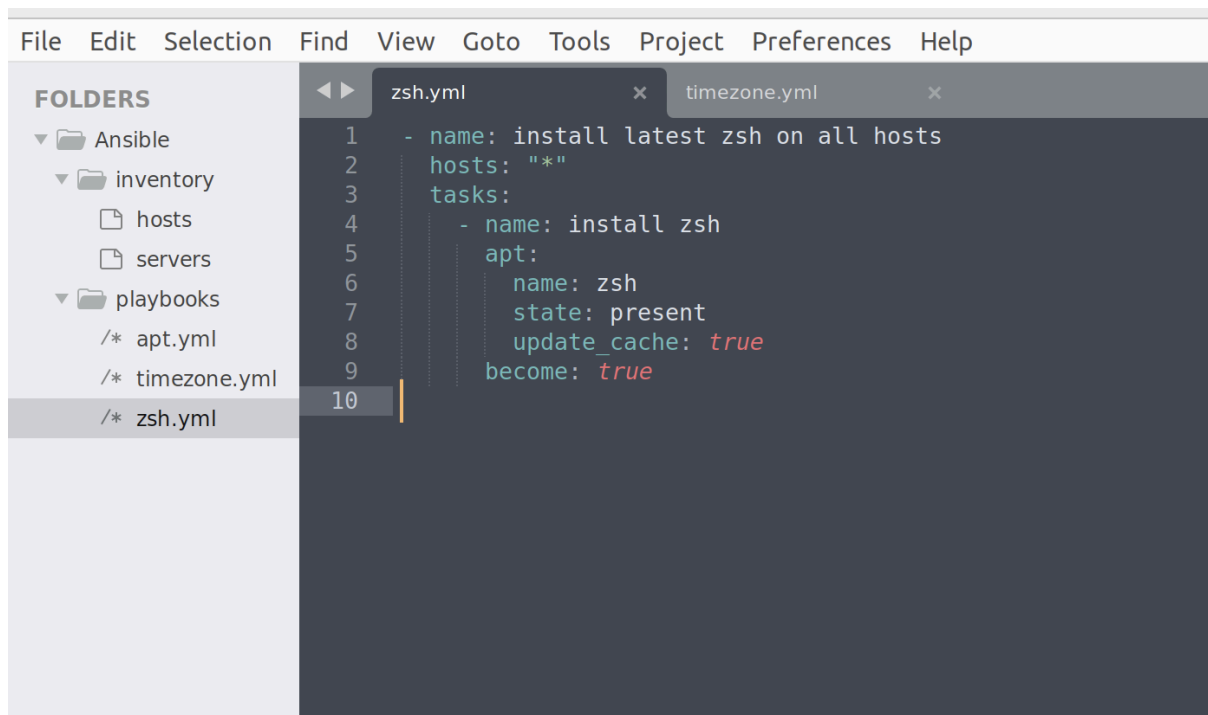 File Edit Selection Find View Goto Tools Project Preferences Help
FOLDERS
Ansible
inventory
hosts
servers
playbooks
/* apt.yml
/* timezone.yml
/* zsh.yml
zsh.yml × timezone.yml ×
1 - name: install latest zsh on all hosts
2   hosts: "*"
3   tasks:
4     - name: install zsh
5       apt:
6         name: zsh
7         state: present
8         update_cache: true
9       become: true
10